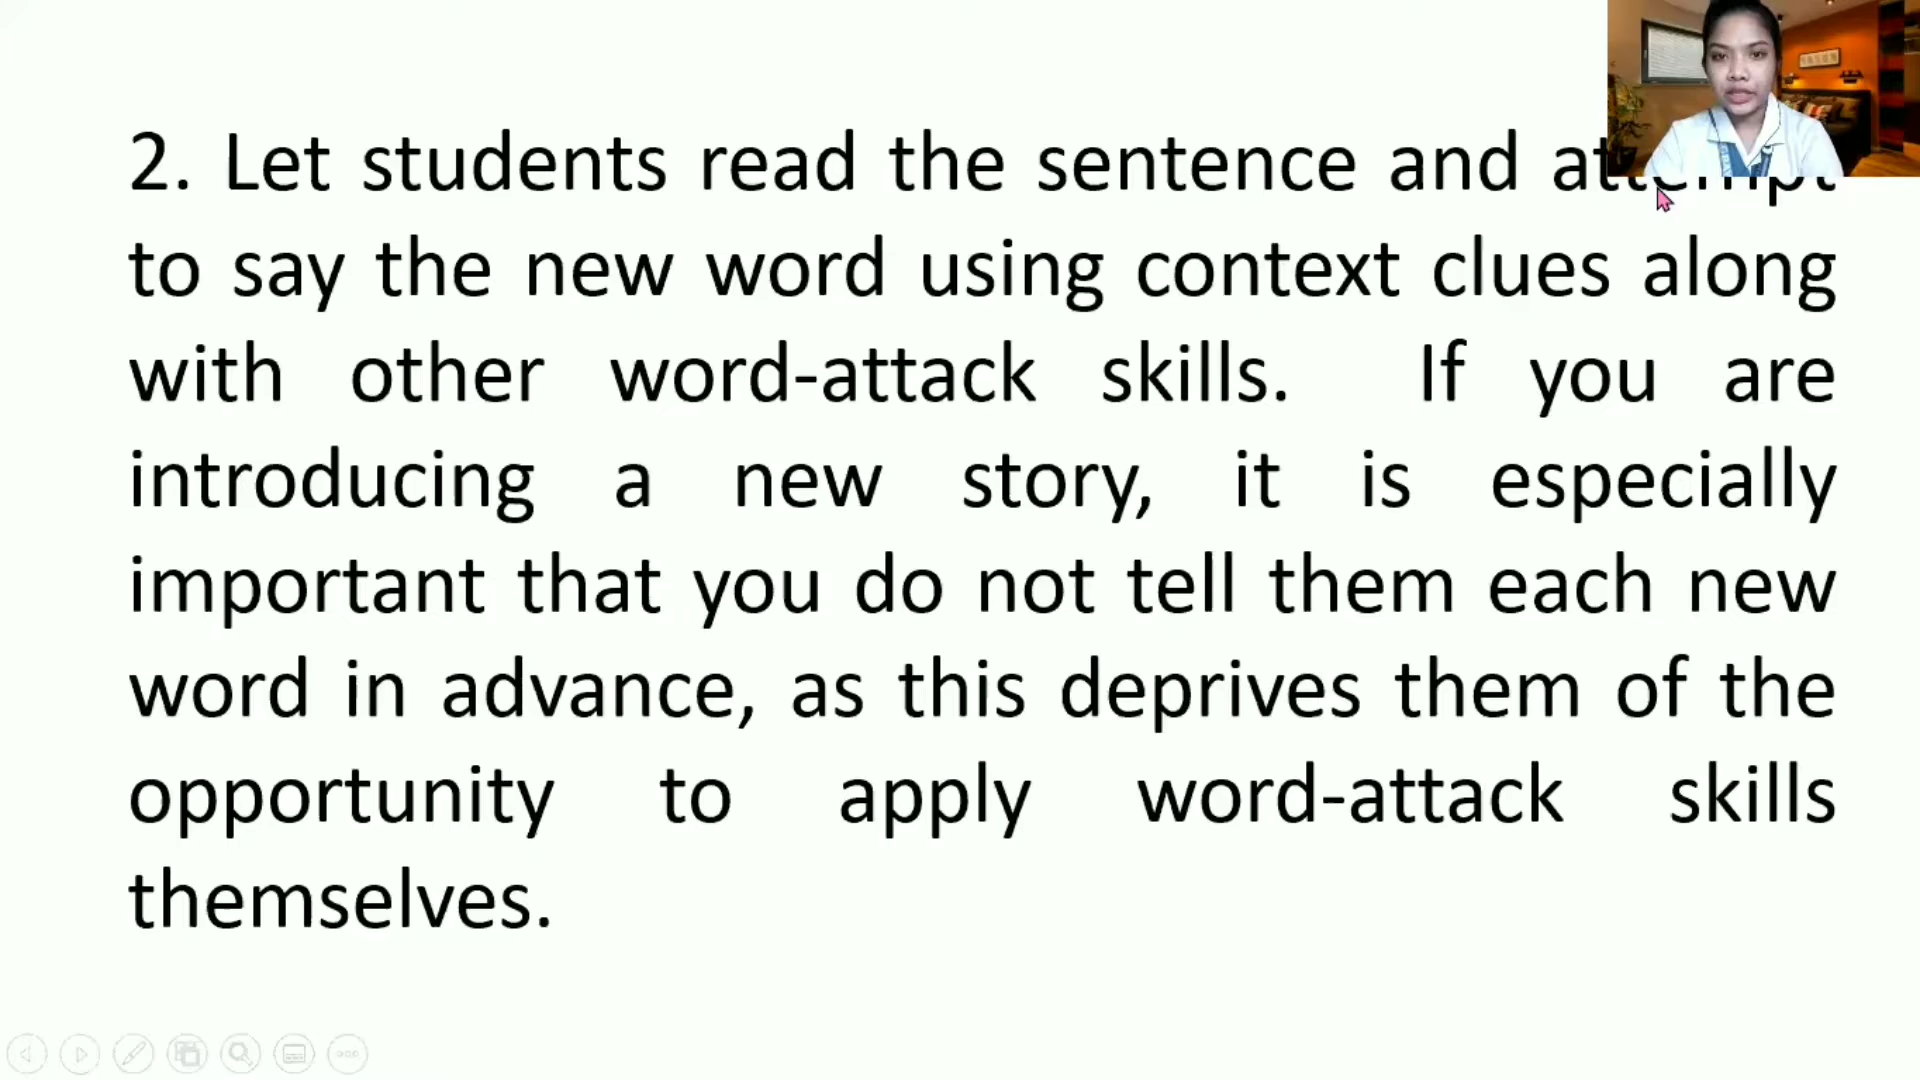 2. Let students read the sentence and attempt
to say the new word using context clues along
with other word-attack skills. If you are
introducing a new story, it is especially
important that you do not tell them each new
word in advance, as this deprives them of the
opportunity to apply word-attack skills
themselves.